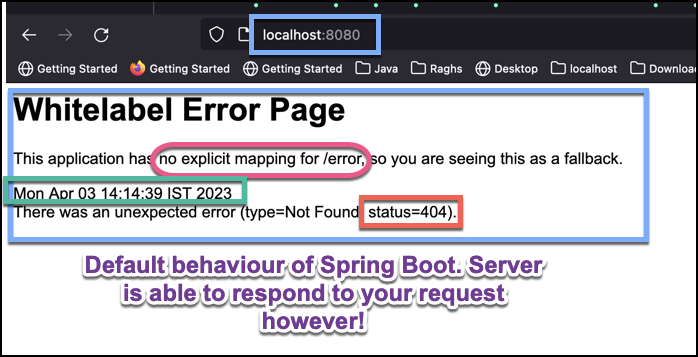 localhost:8080
Getting Started Getting Started Getting Started Java Raghs Desktop localhost Download
Whitelabel Error Page
This application has no explicit mapping for /error, so you are seeing this as a fallback.
Mon Apr 03 14:14:39 IST 2023
There was an unexpected error (type=Not Found, status=404).
Default behaviour of Spring Boot. Server
is able to respond to your request
however!